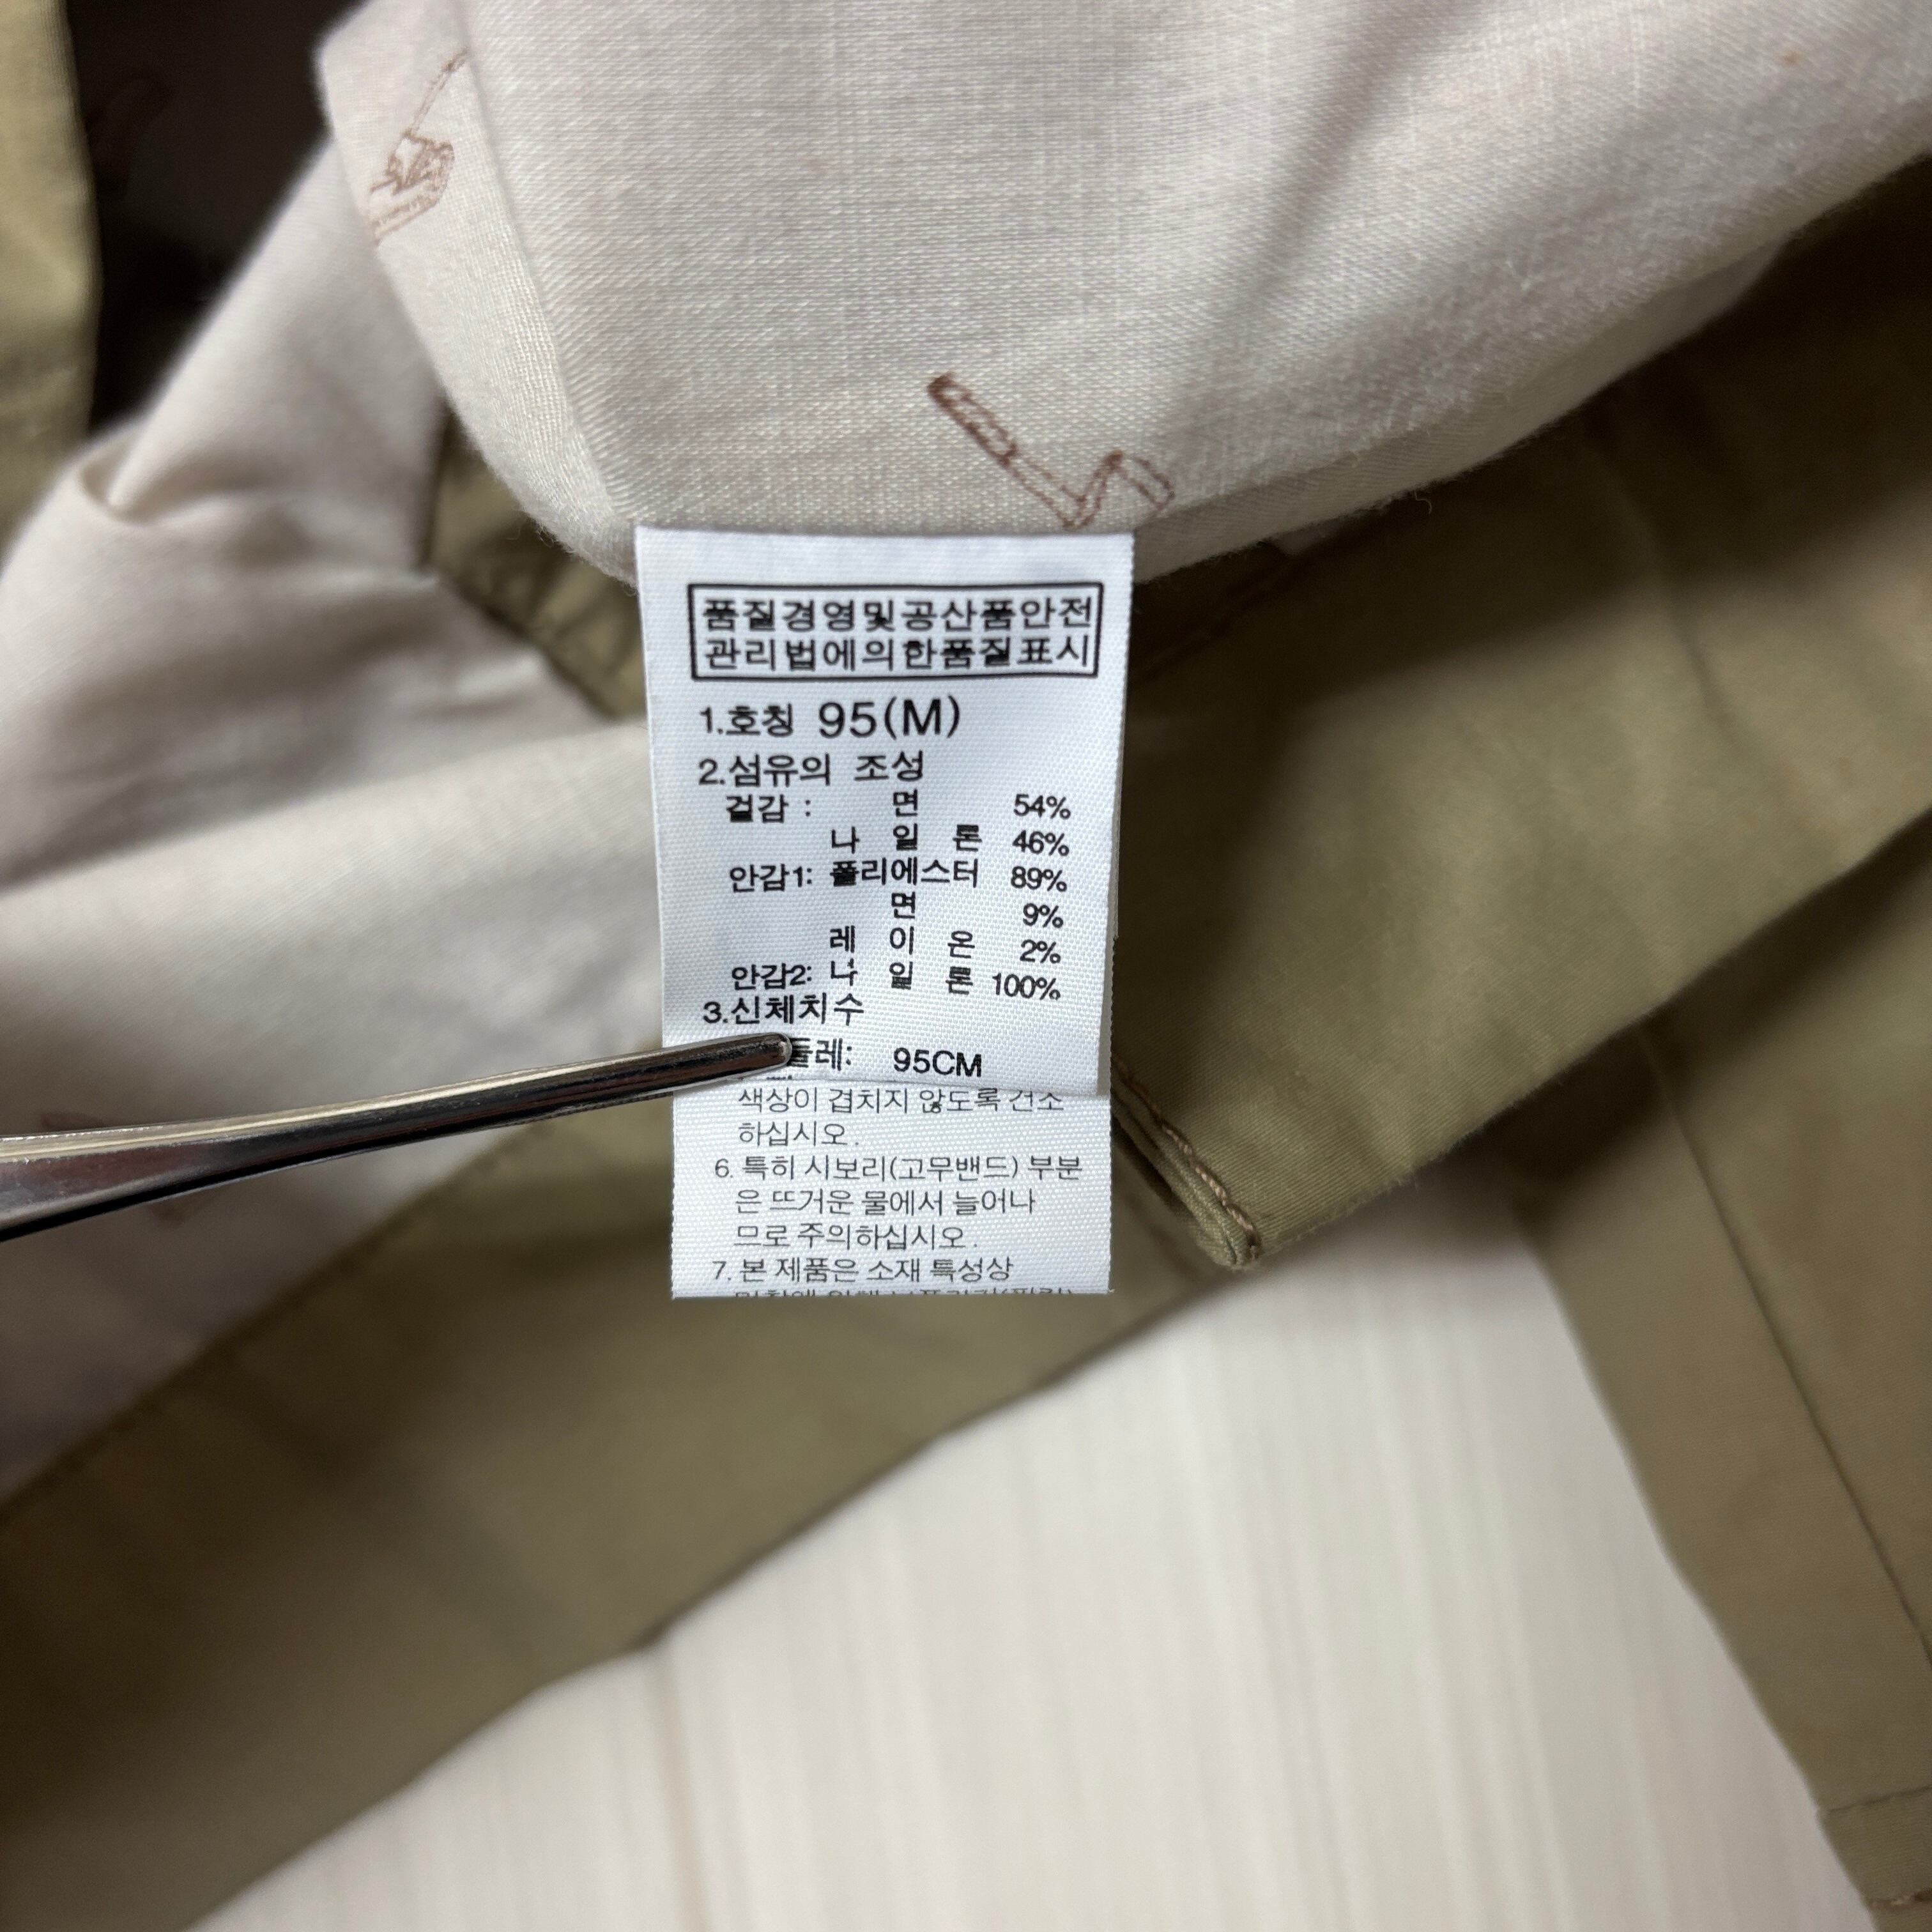 품질경영및공산품안전
관리법에의한품질표시
1.호칭 95(M)
2.섬유의 조성
겉감 : 면 54%
나 일 론 46%
안감1: 폴리에스터 89%
면 9%
레 이 온 2%
안감2: 나 일 론 100%
3.신체치수
둘레: 95CM
색상이 겹치지 않도록 건조
하십시오.
6. 특히 시보리(고무밴드) 부분
은 뜨거운 물에서 늘어나
므로 주의하십시오.
7. 본 제품은 소재 특성상